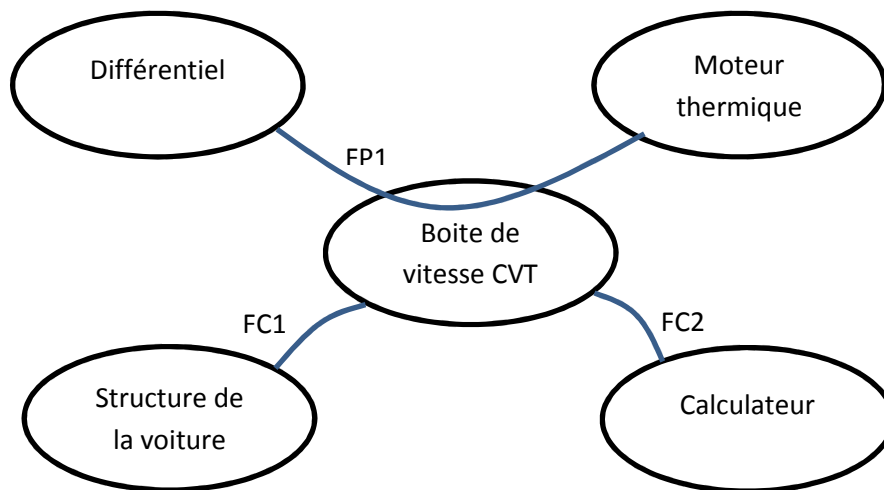 Différentiel
Moteur
thermique
FP1
Boite de
vitesse CVT
FC1
FC2
Structure de
la voiture
Calculateur